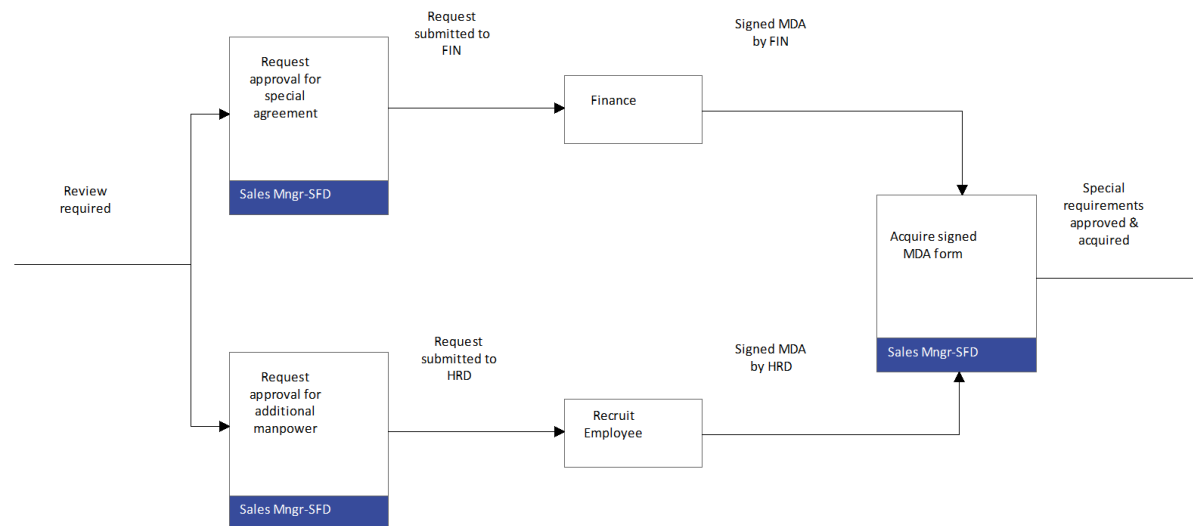 Review
required
Request
approval for
special
agreement
Sales Mngr-SFD
Request
submitted to
FIN
Finance
Signed MDA
by FIN
Request
approval for
additional
manpower
Sales Mngr-SFD
Request
submitted to
HRD
Recruit
Employee
Signed MDA
by HRD
Acquire signed
MDA form
Sales Mngr-SFD
Special
requirements
approved &
acquired